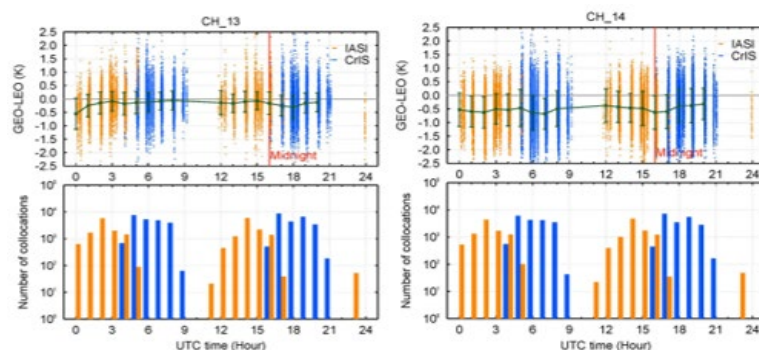 CH_13
GEO-LEO (K)
2.5
2.0
1.5
1.0
0.5
0.0
-0.5
-1.0
-1.5
-2.0
-2.5
IASI
CrIS
Midnight
Number of collocations
0 3 6 9 12 15 18 21 24
UTC time (Hour)
CH_14
GEO-LEO (K)
2.5
2.0
1.5
1.0
0.5
0.0
-0.5
-1.0
-1.5
-2.0
-2.5
IASI
CrIS
Midnight
Number of collocations
0 3 6 9 12 15 18 21 24
UTC time (Hour)